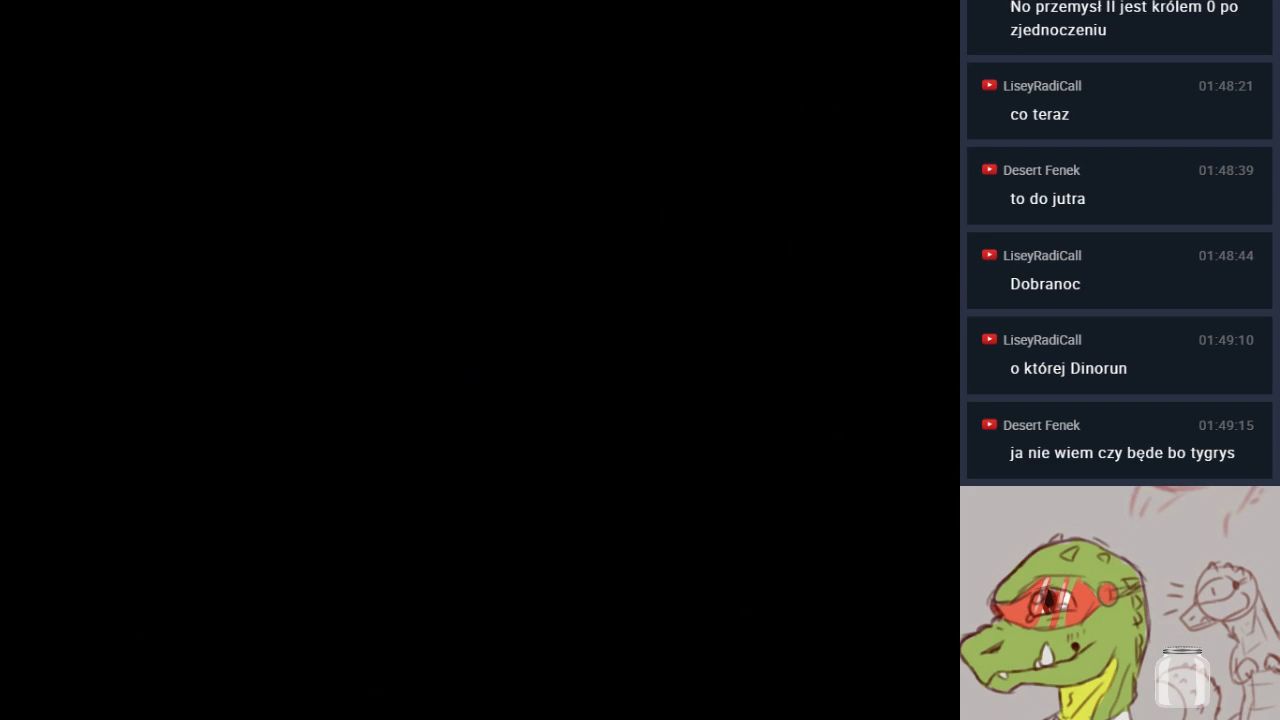 No przemysł II jest królem 0 po
zjednoczeniu
LiseyRadiCall 01:48:21
co teraz
Desert Fenek 01:48:39
to do jutra
LiseyRadiCall 01:48:44
Dobranoc
LiseyRadiCall 01:49:10
o której Dinorun
Desert Fenek 01:49:15
ja nie wiem czy będe bo tygrys